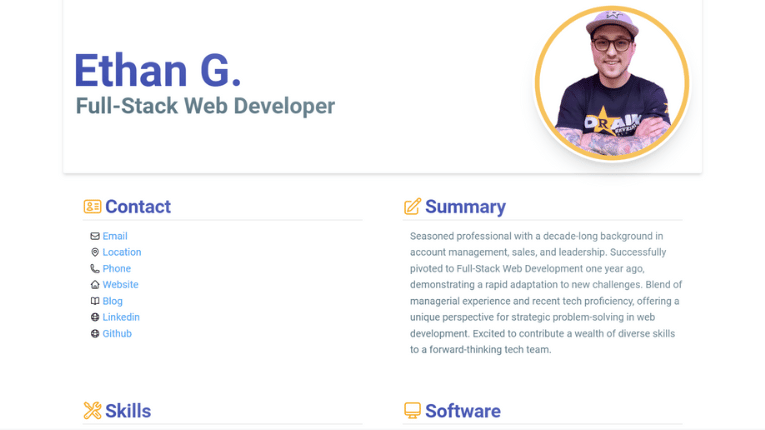 Ethan G.
Full-Stack Web Developer
Contact
Email
Location
Phone
Website
Blog
Linkedin
Github
Summary
Seasoned professional with a decade-long background in
account management, sales, and leadership. Successfully
pivoted to Full-Stack Web Development one year ago,
demonstrating a rapid adaptation to new challenges. Blend of
managerial experience and recent tech proficiency, offering a
unique perspective for strategic problem-solving in web
development. Excited to contribute a wealth of diverse skills
to a forward-thinking tech team.
Skills
Software